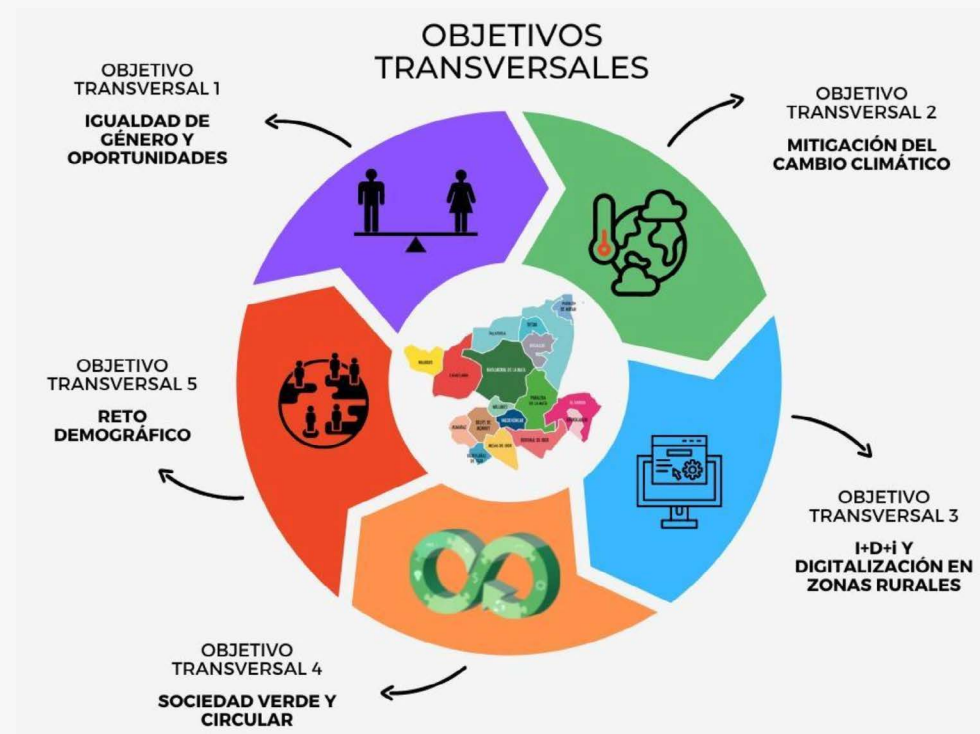 OBJETIVOS
TRANSVERSALES
OBJETIVO
TRANSVERSAL 1
IGUALDAD DE
GÉNERO Y
OPORTUNIDADES
OBJETIVO
TRANSVERSAL 2
MITIGACIÓN DEL
CAMBIO CLIMÁTICO
OBJETIVO
TRANSVERSAL 3
I+D+i Y
DIGITALIZACIÓN EN
ZONAS RURALES
OBJETIVO
TRANSVERSAL 4
SOCIEDAD VERDE Y
CIRCULAR
OBJETIVO
TRANSVERSAL 5
RETO
DEMOGRÁFICO